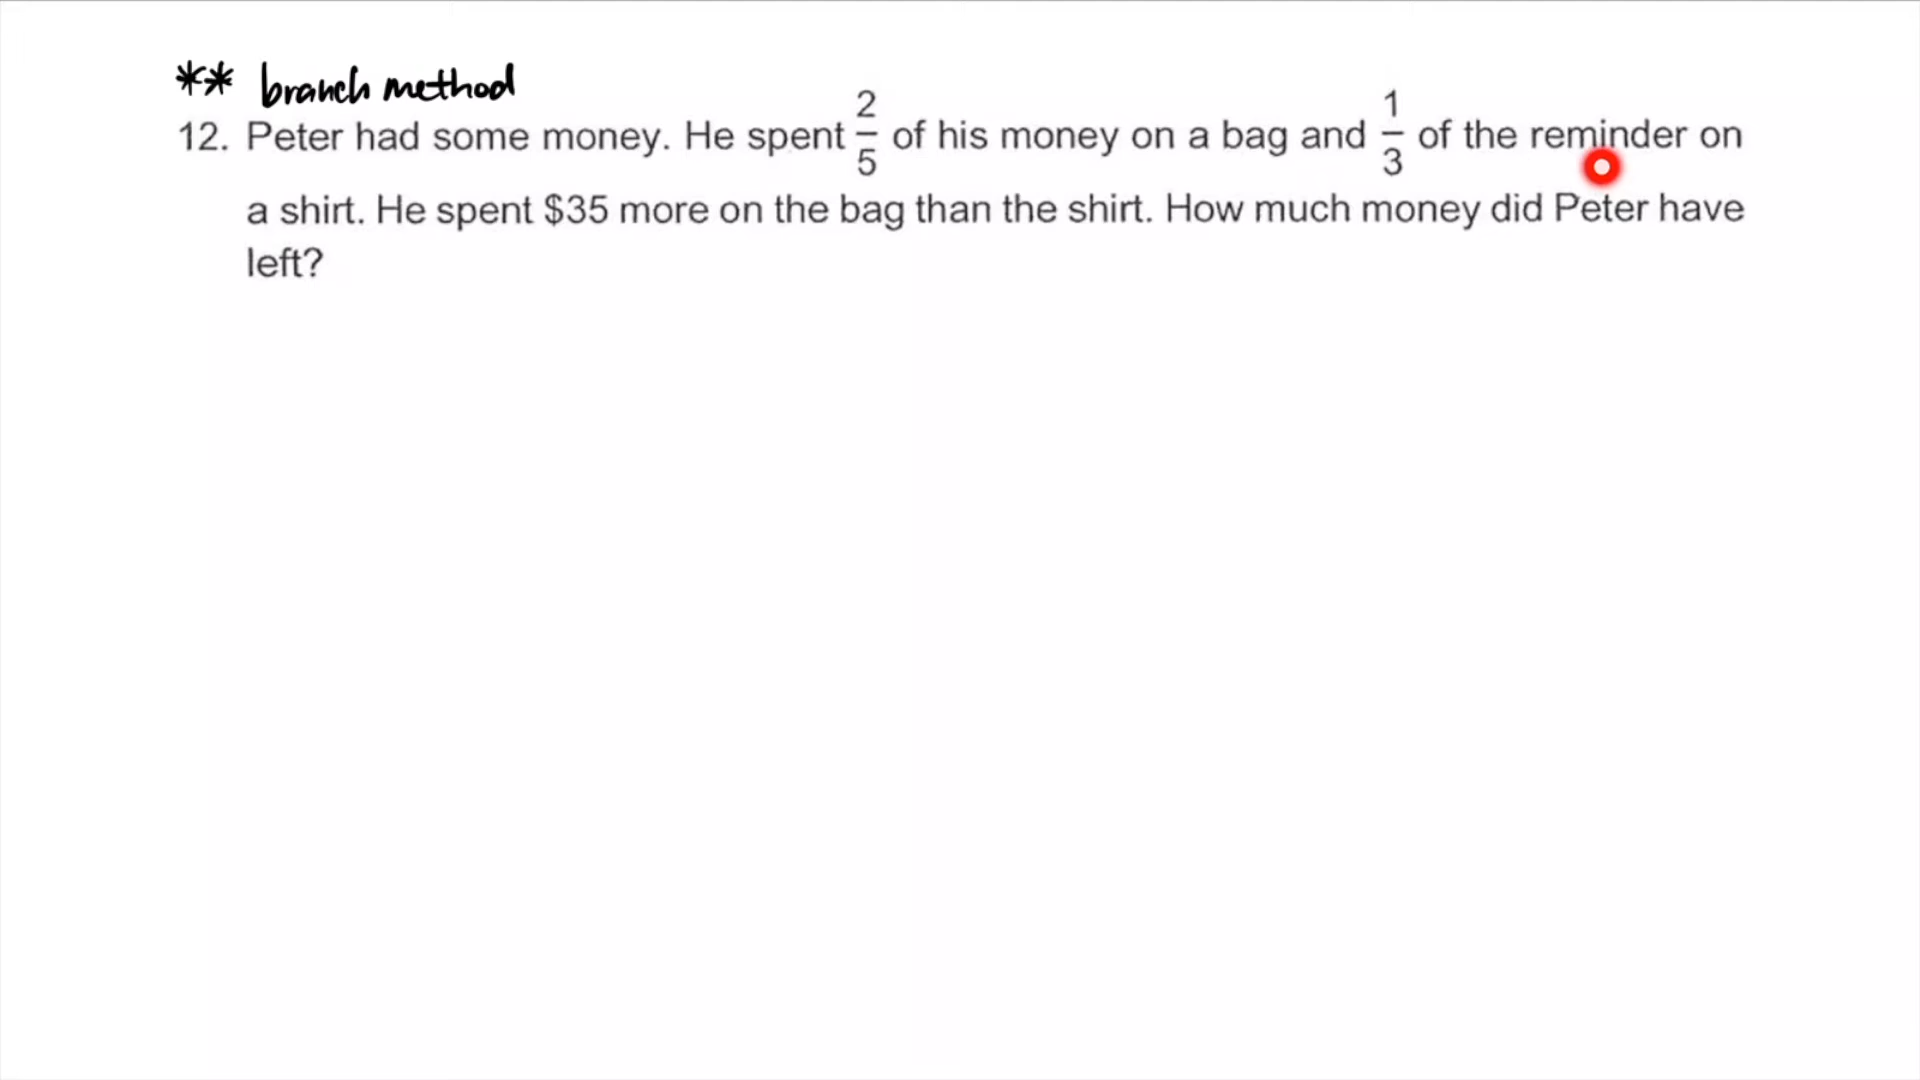 ** branch method
12. Peter had some money. He spent 2/5 of his money on a bag and 1/3 of the reminder on
a shirt. He spent $35 more on the bag than the shirt. How much money did Peter have
left?